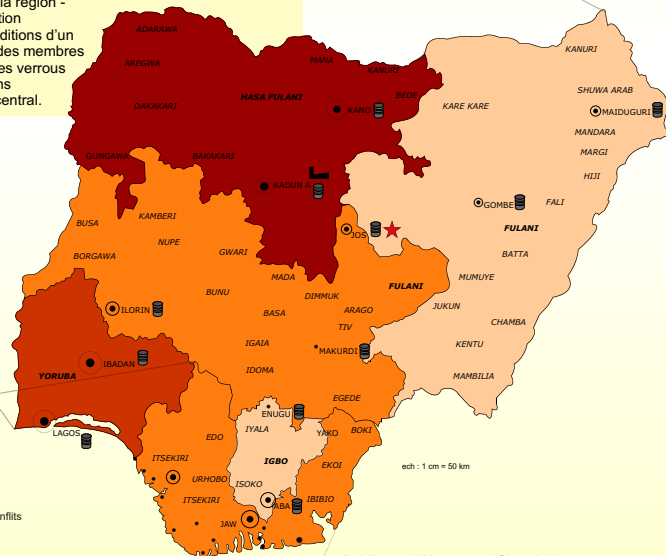 la région -
tion
ditions d'un
des membres
es verrous
ns
central.
ADARAWA
AREGWA
MANA
KANURI
KANURI
HASA FULANI
BEDE
SHUWA ARAB
DAKAKARI
KANO
KARE KARE
MAIDUGURI
MANDARA
MARGI
GUNGAWA
BAKAKARI
HIJI
KADUN A
GOMBE
FALI
KAMBERI
BUSA
FULANI
JOS
NUPE
GWARI
BATTA
BORGAWA
MADA
MUMUYE
BUNU
DIMMUK
FULANI
JUKUN
ILORIN
BASA
ARAGO
CHAMBA
TIV
IGAIA
KENTU
MAKURDI
IBADAN
IDOMA
YORUBA
MAMBILIA
EGEDE
ENUGU
LAGOS
IYALA
YAKO
BOKI
EDO
ITSEKIRI
IGBO
EKOI
ech : 1 cm = 50 km
URHOBO
ISOKO
ITSEKIRI
ABA
IBIBIO
nflits
JAW